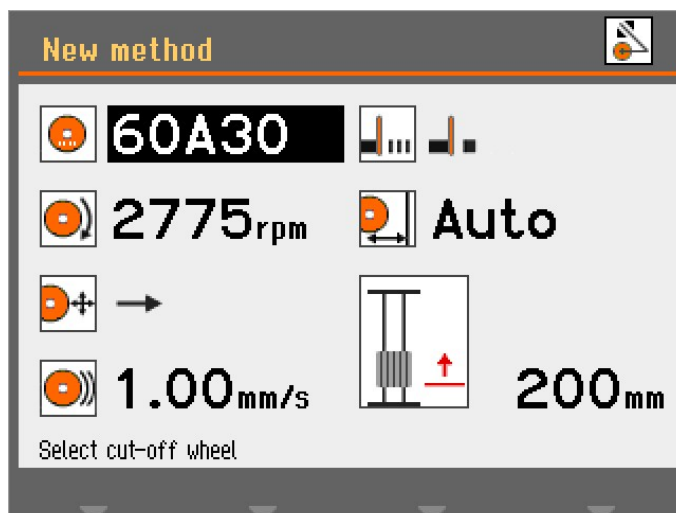 New method
60A30
2775rpm
Auto
1.00mm/s
200mm
Select cut-off wheel